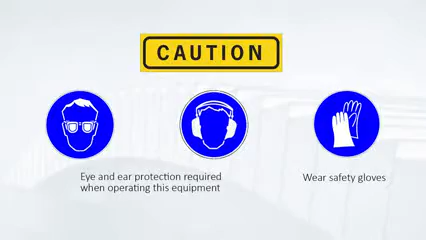 CAUTION
Eye and ear protection required
when operating this equipment
Wear safety gloves